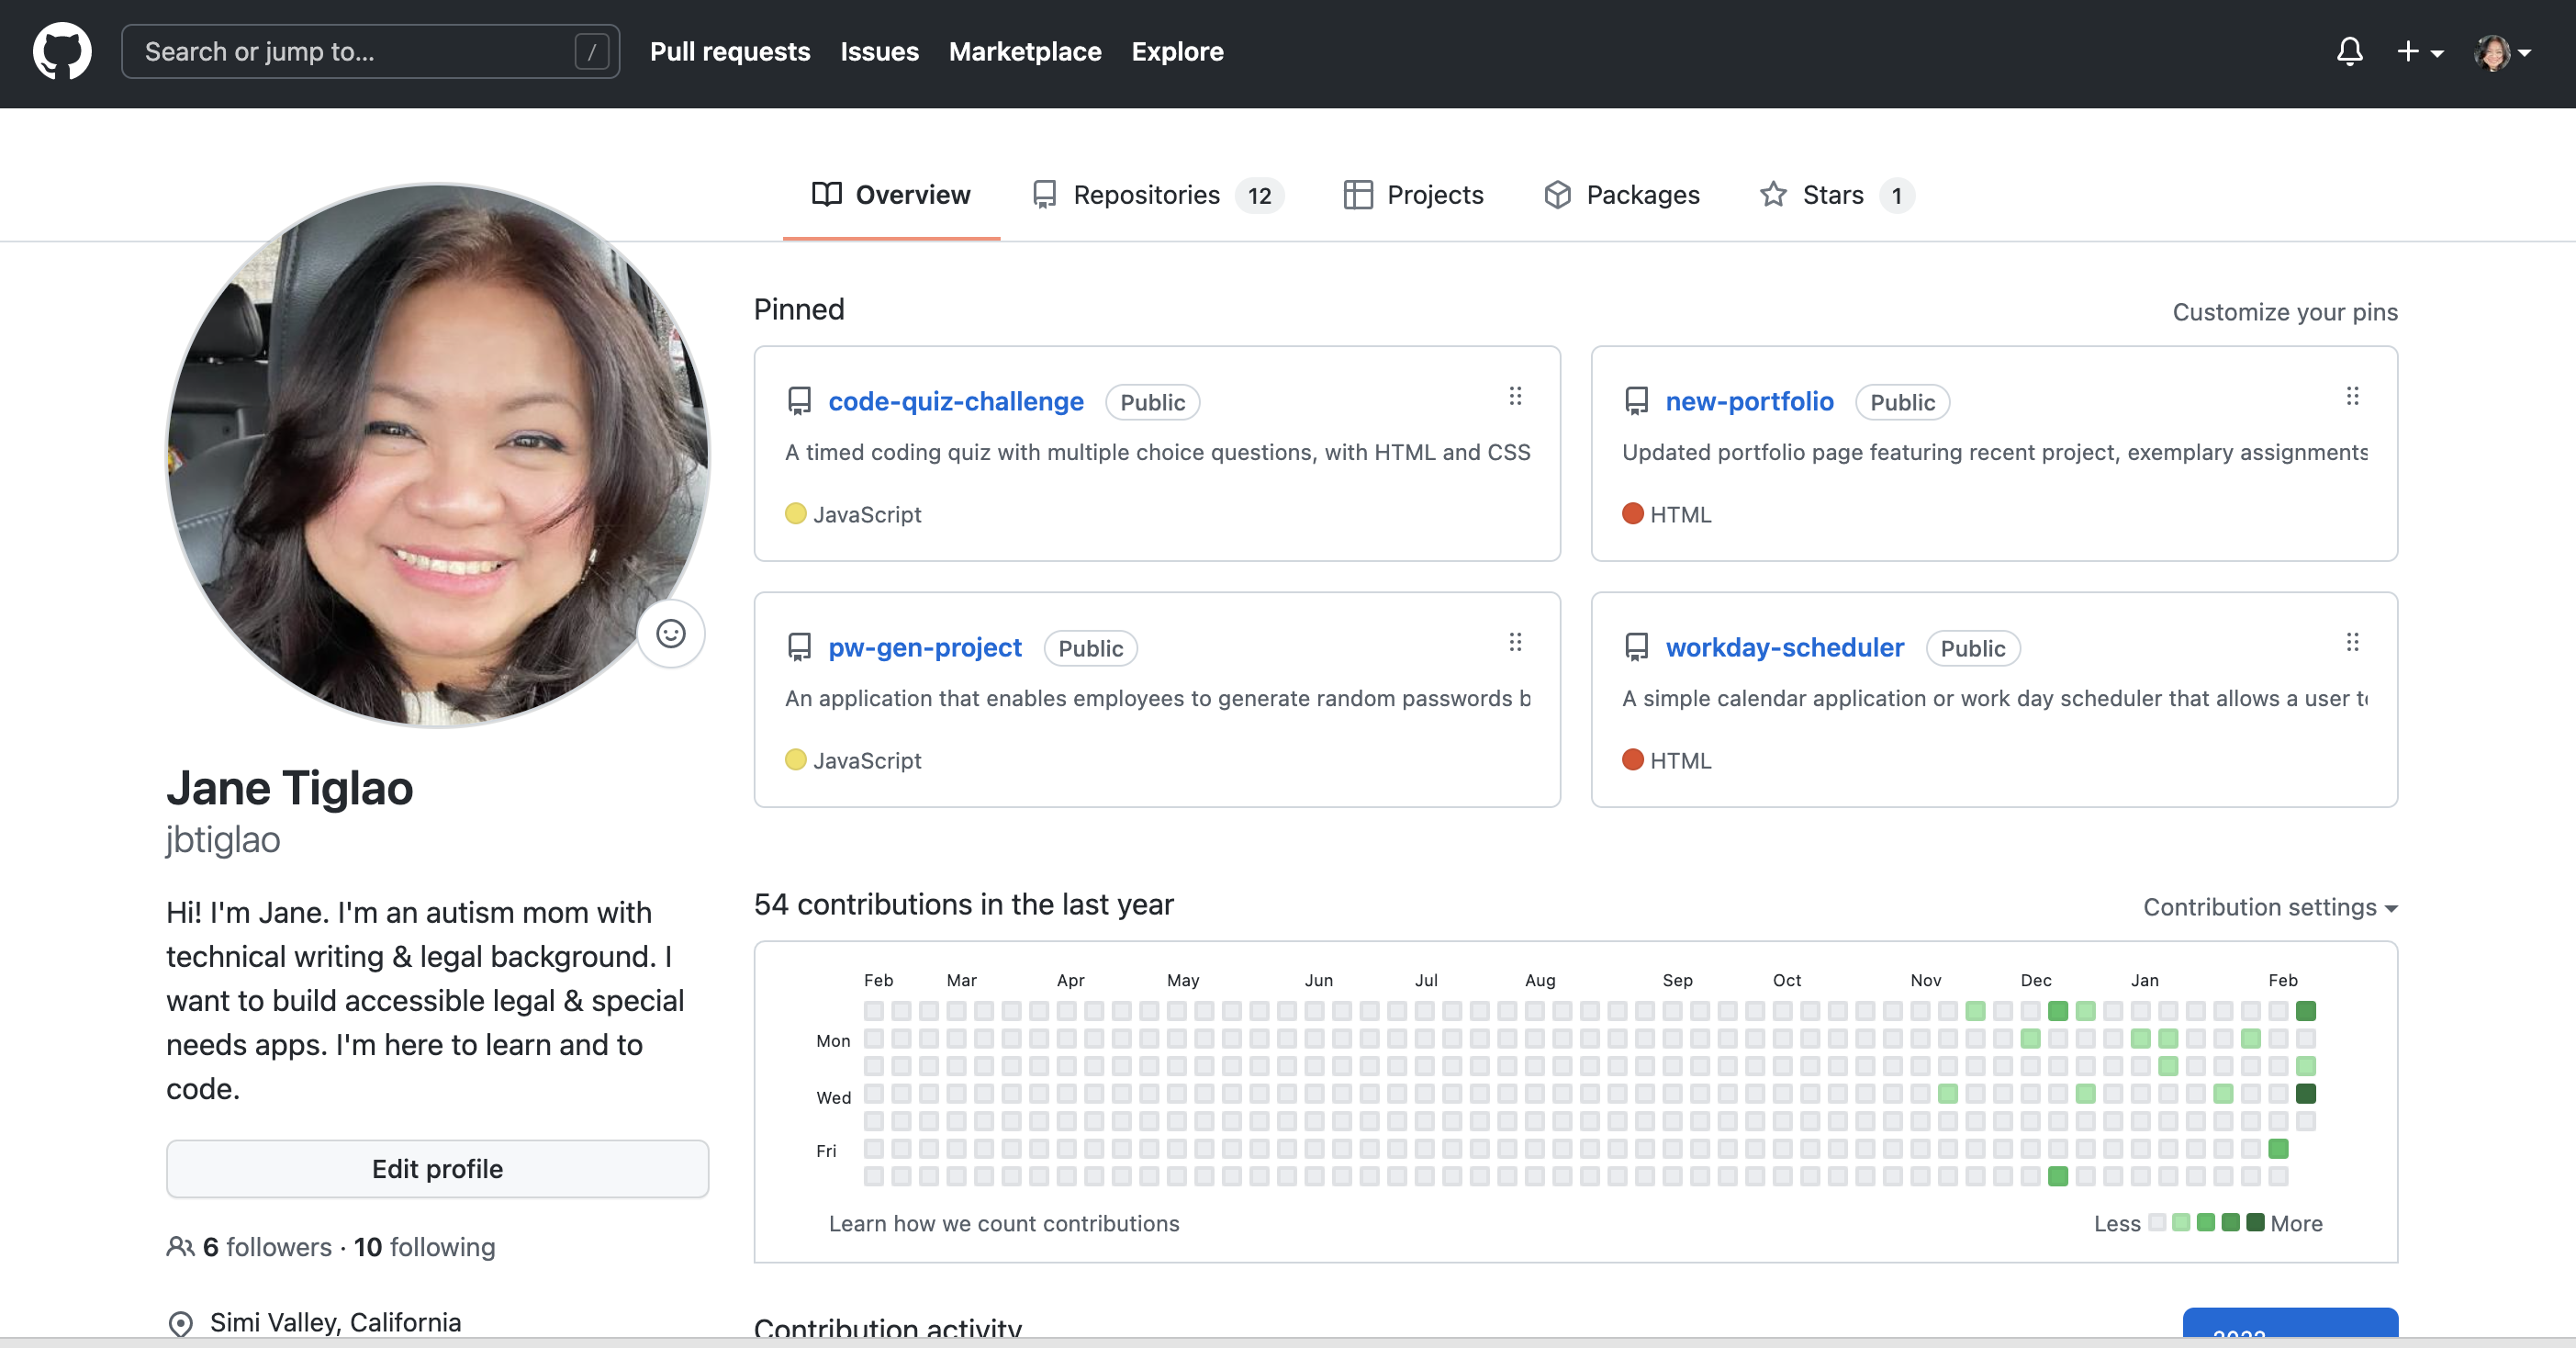 Search or jump to...
/
Pull requests
Issues
Marketplace
Explore
Overview
Repositories 12
Projects
Packages
Stars 1
Pinned
Customize your pins
code-quiz-challenge Public
A timed coding quiz with multiple choice questions, with HTML and CSS
JavaScript
new-portfolio Public
Updated portfolio page featuring recent project, exemplary assignments
HTML
pw-gen-project Public
An application that enables employees to generate random passwords b
JavaScript
workday-scheduler Public
A simple calendar application or work day scheduler that allows a user t
HTML
Jane Tiglao
jbtiglao
Hi! I'm Jane. I'm an autism mom with
technical writing & legal background. I
want to build accessible legal & special
needs apps. I'm here to learn and to
code.
Edit profile
6 followers · 10 following
Simi Valley, California
54 contributions in the last year
Contribution settings
Feb Mar Apr May Jun Jul Aug Sep Oct Nov Dec Jan Feb
Mon
Wed
Fri
Learn how we count contributions
Less More
Contribution activity